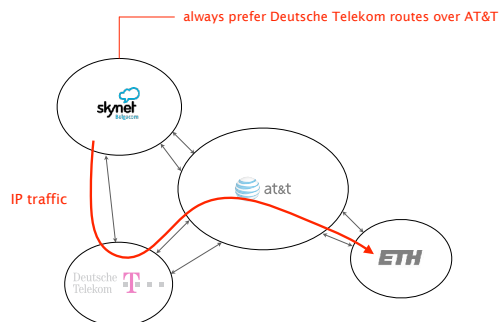 always prefer Deutsche Telekom routes over AT&T
skynet
Belgacom
at&t
IP traffic
ETH
Deutsche
Telekom
T